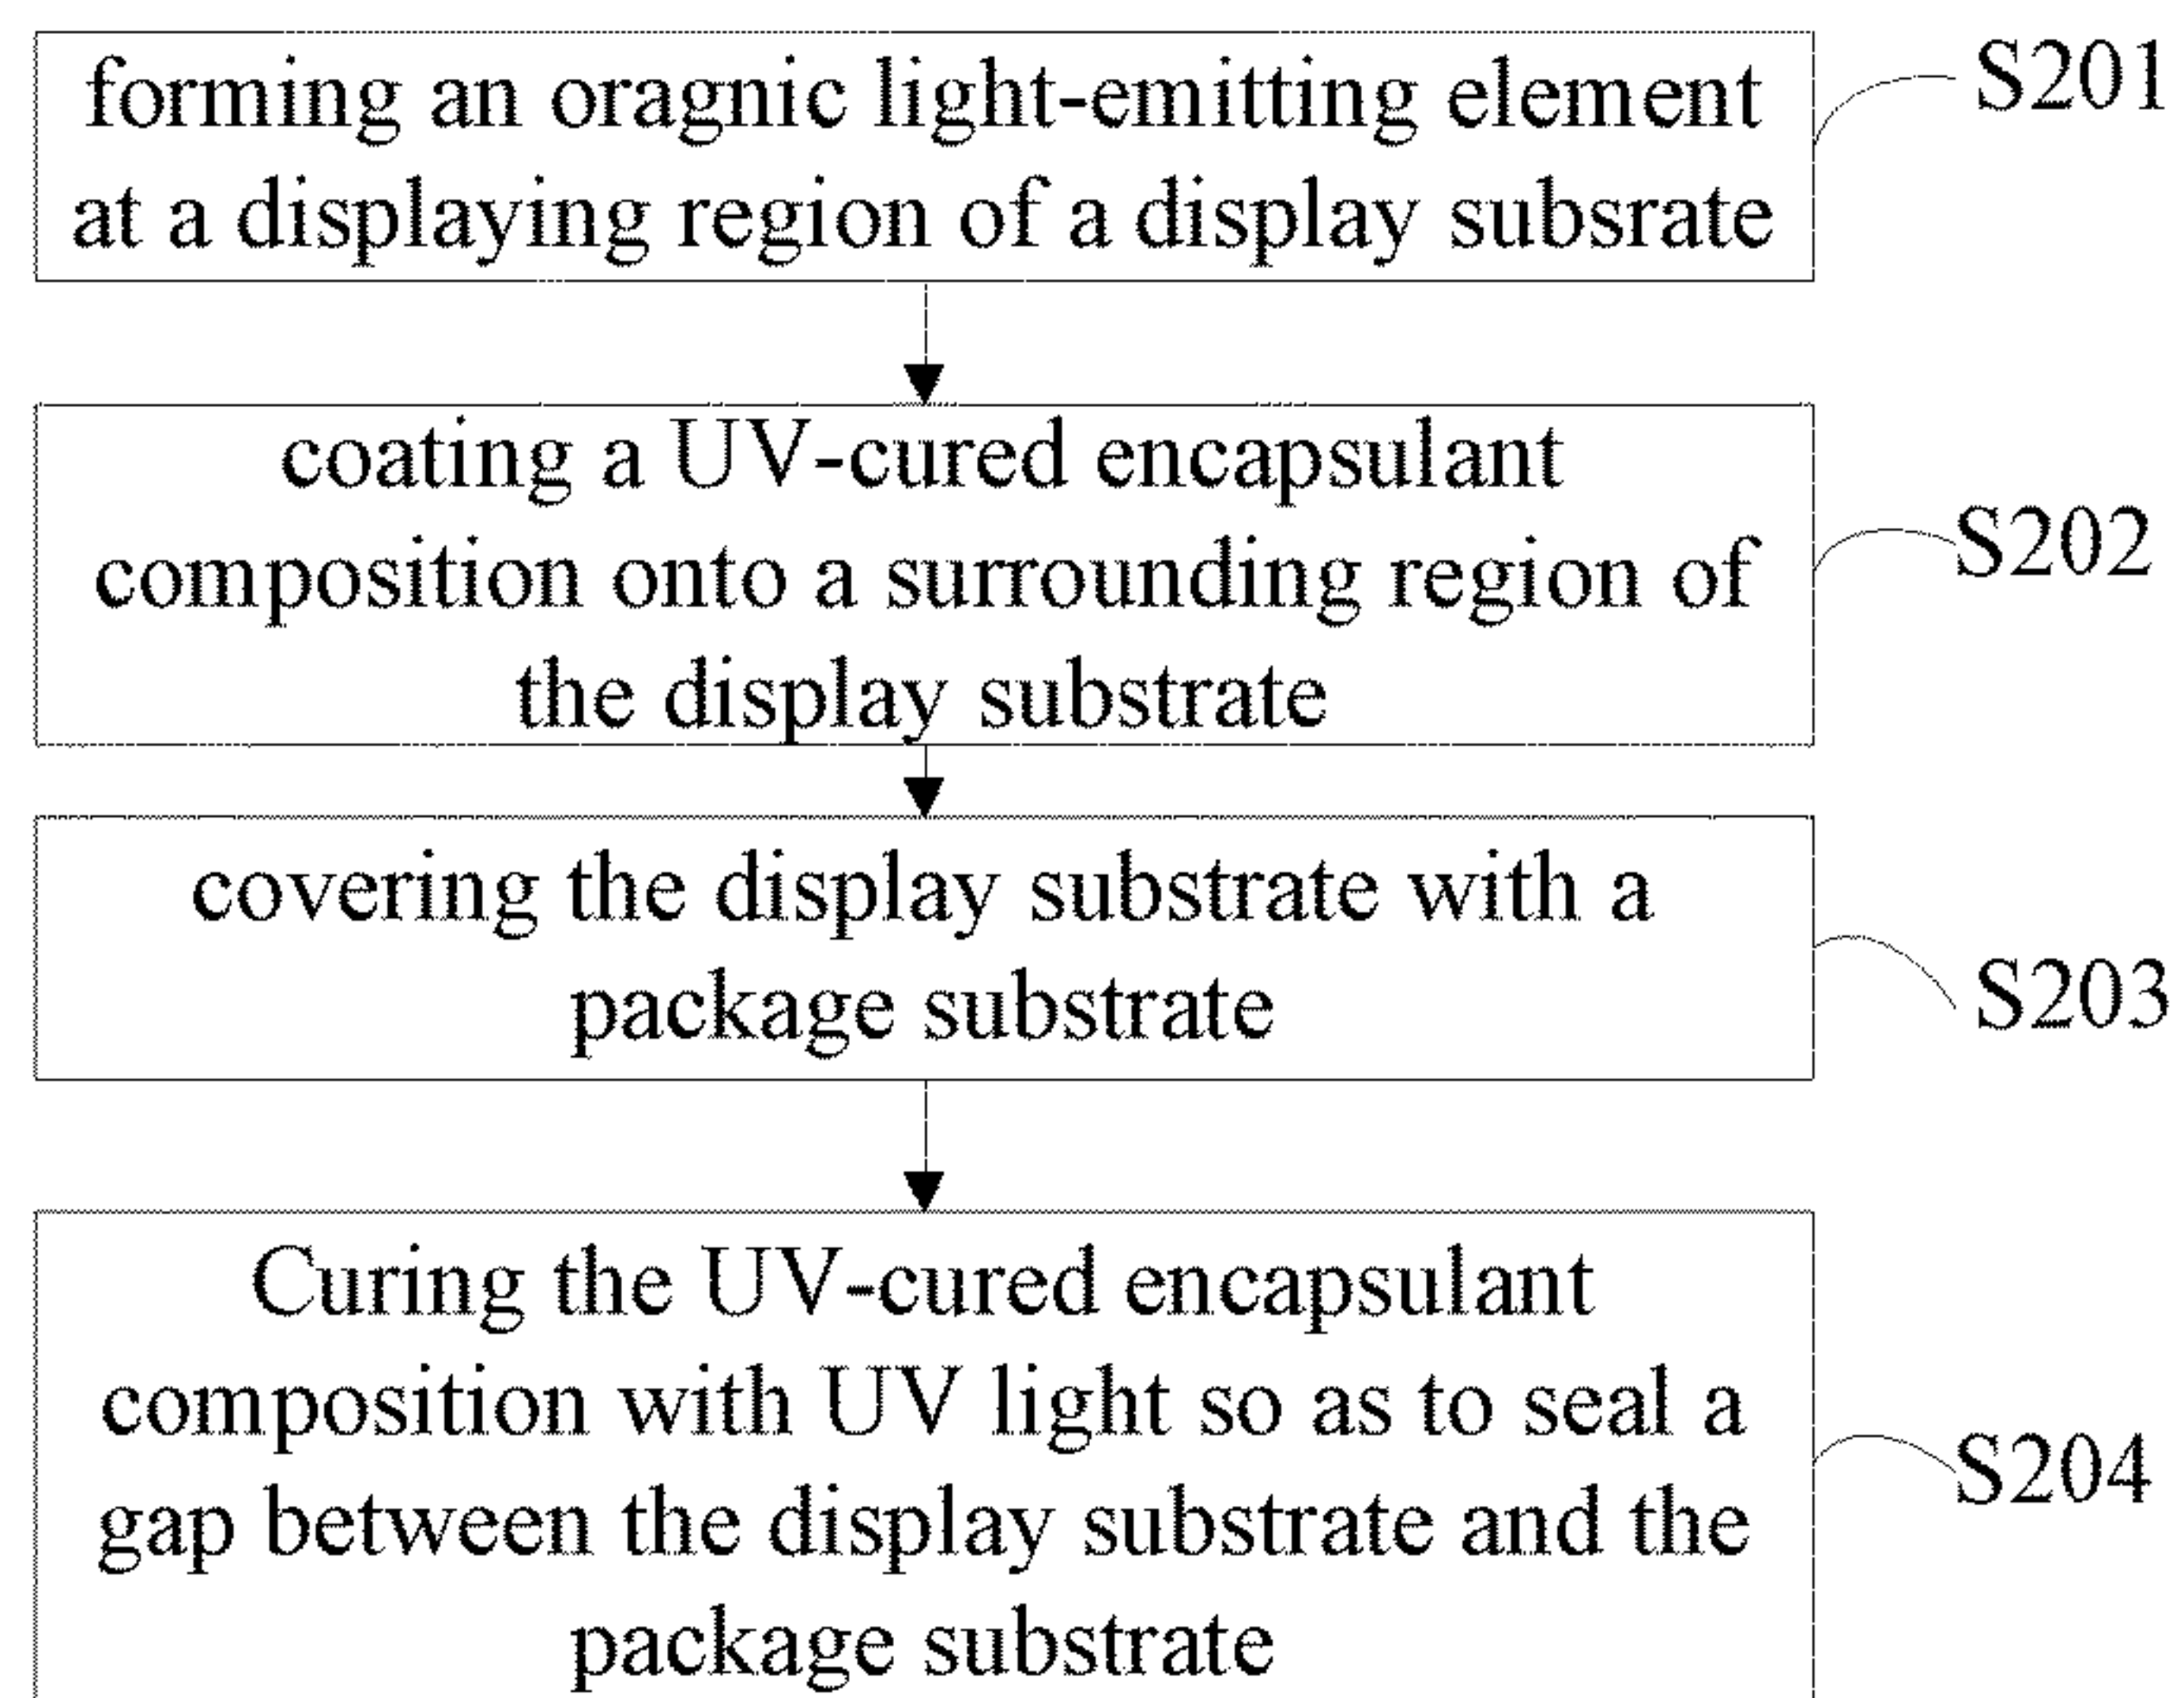 forming an oragnic light-emitting element
at a displaying region of a display subsrate
S201
coating a UV-cured encapsulant
composition onto a surrounding region of
the display substrate
S202
covering the display substrate with a
package substrate
S203
Curing the UV-cured encapsulant
composition with UV light so as to seal a
gap between the display substrate and the
package substrate
S204